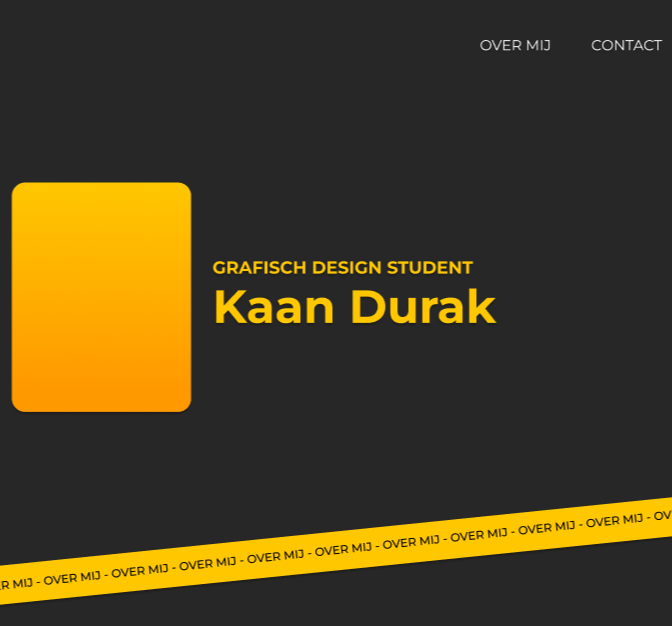 OVER MIJ CONTACT
GRAFISCH DESIGN STUDENT
Kaan Durak
MIJ - OVER MIJ - OVER MIJ - OVER MIJ - OVER MIJ - OVER MIJ - OVER MIJ - OVER MIJ - OVER MIJ - OVER MIJ - OV